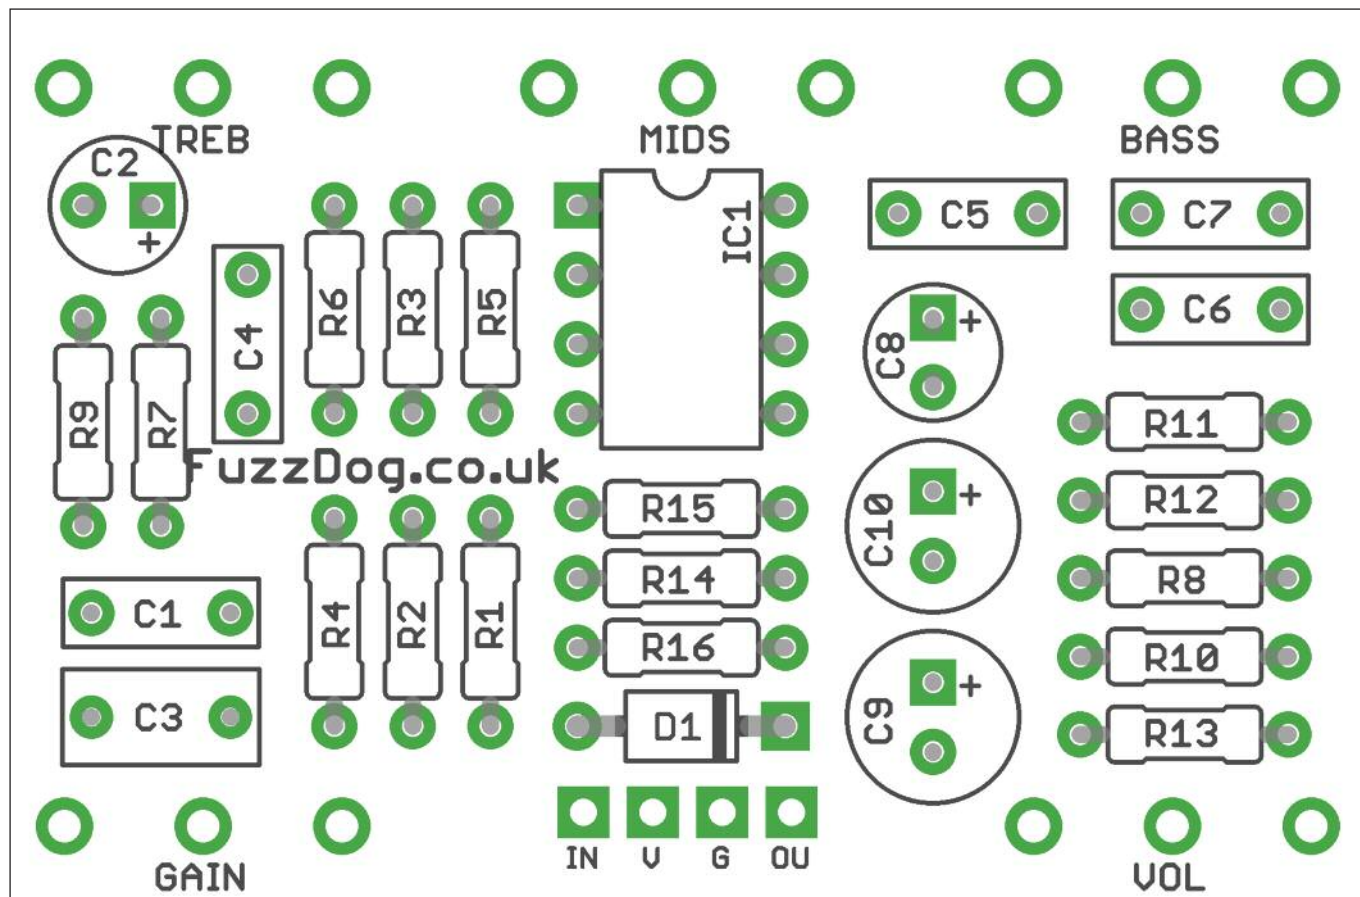 TREB
MIDS
BASS
C2
+
C4
R6
R3
R5
IC1
C5
C7
C6
C8
+
R9
R7
FuzzDog.co.uk
R11
R12
R8
R10
R13
R15
R14
R16
C10
+
C9
+
C1
C3
R4
R2
R1
D1
IN
V
G
OU
GAIN
VOL